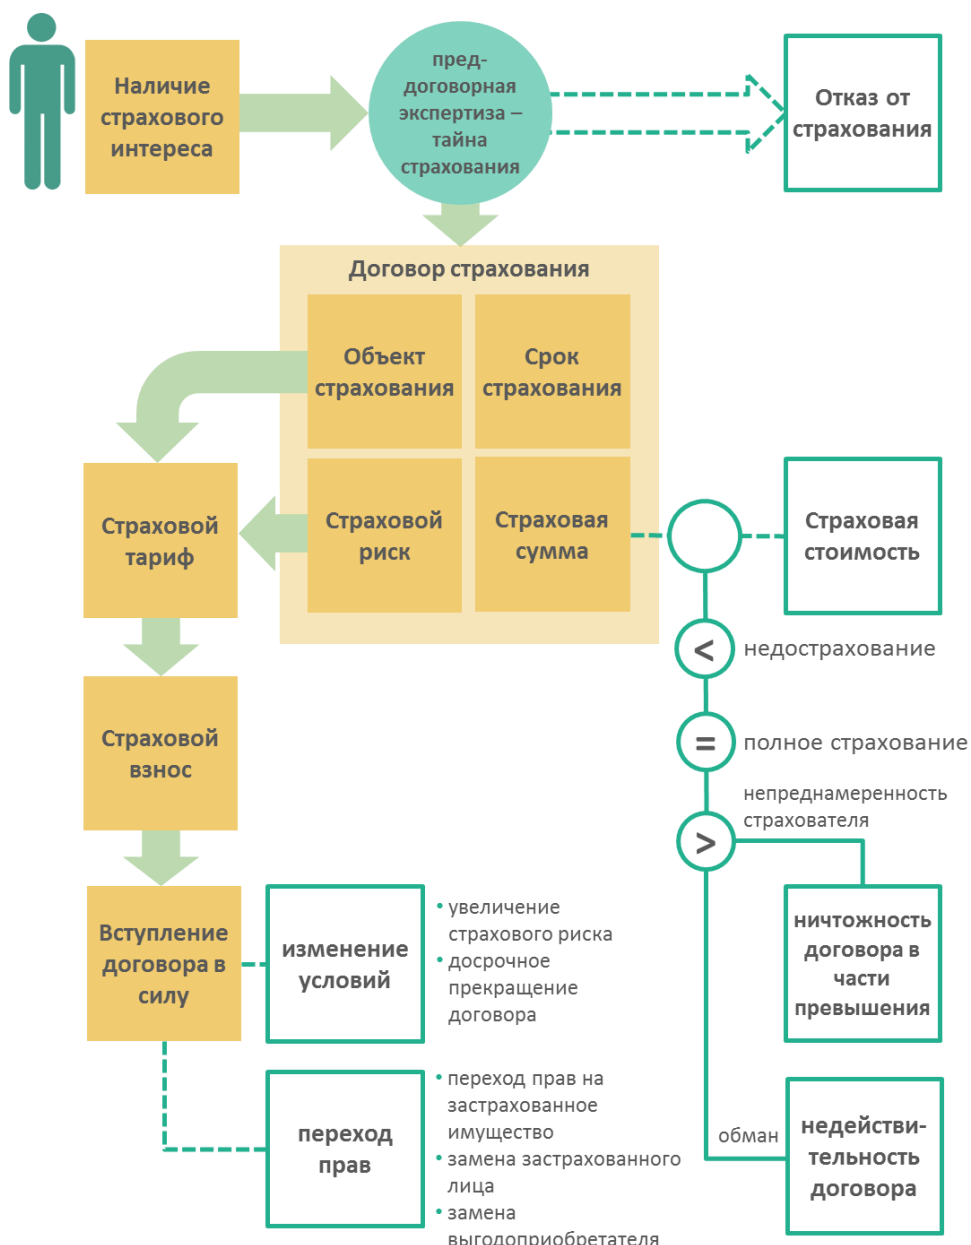 Наличие
страхового
интереса
пред-
договорная
экспертиза –
тайна
страхования
Отказ от
страхования
Договор страхования
Объект
страхования
Срок
страхования
Страховой
тариф
Страховой
риск
Страховая
сумма
Страховая
стоимость
<
недострахование
=
полное страхование
непреднамеренность
страхователя
>
Страховой
взнос
Вступление
договора в
силу
изменение
условий
• увеличение
страхового риска
• досрочное
прекращение
договора
ничтожность
договора в
части
превышения
переход
прав
• переход прав на
застрахованное
имущество
• замена застрахованного
лица
• замена
выгодоприобретателя
обман
недействи-
тельность
договора